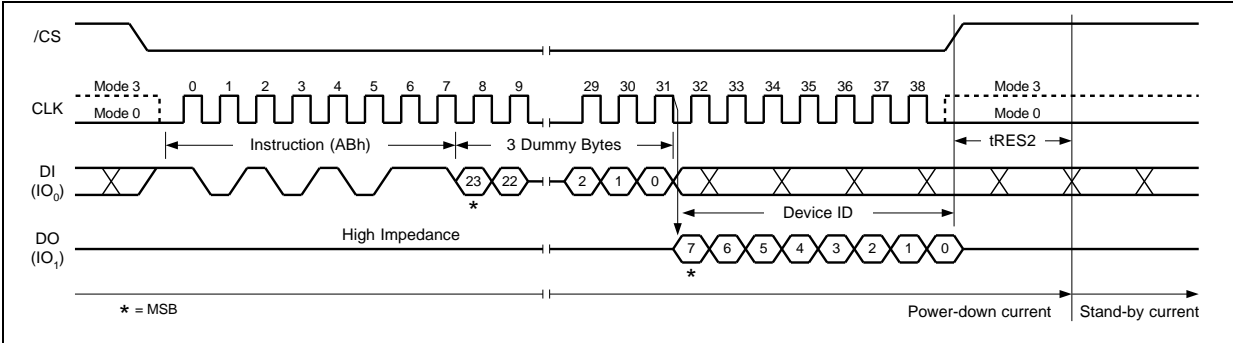 /CS
Mode 3 0 1 2 3 4 5 6 7 8 9 29 30 31 32 33 34 35 36 37 38 Mode 3
CLK
Mode 0 Mode 0
Instruction (ABh) 3 Dummy Bytes tRES2
DI
(IO0)
23 22 2 1 0
*
Device ID
High Impedance
DO
(IO1)
7 6 5 4 3 2 1 0
*
* = MSB
Power-down current Stand-by current